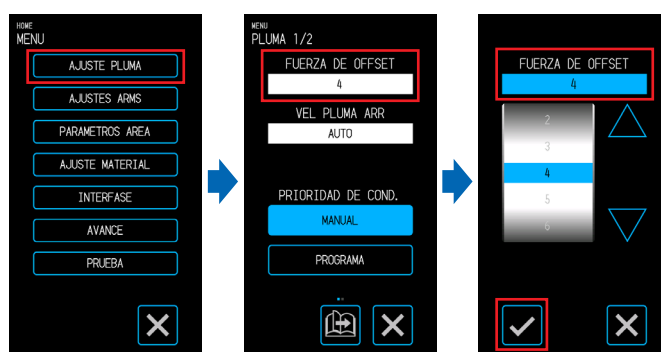 HOME
MENU
AJUSTE PLUMA
AJUSTES ARMS
PARAMETROS AREA
AJUSTE MATERIAL
INTERFASE
AVANCE
PRUEBA
MENU
PLUMA 1/2
FUERZA DE OFFSET
4
VEL PLUMA ARR
AUTO
PRIORIDAD DE COND.
MANUAL
PROGRAMA
FUERZA DE OFFSET
4
2
3
4
5
6